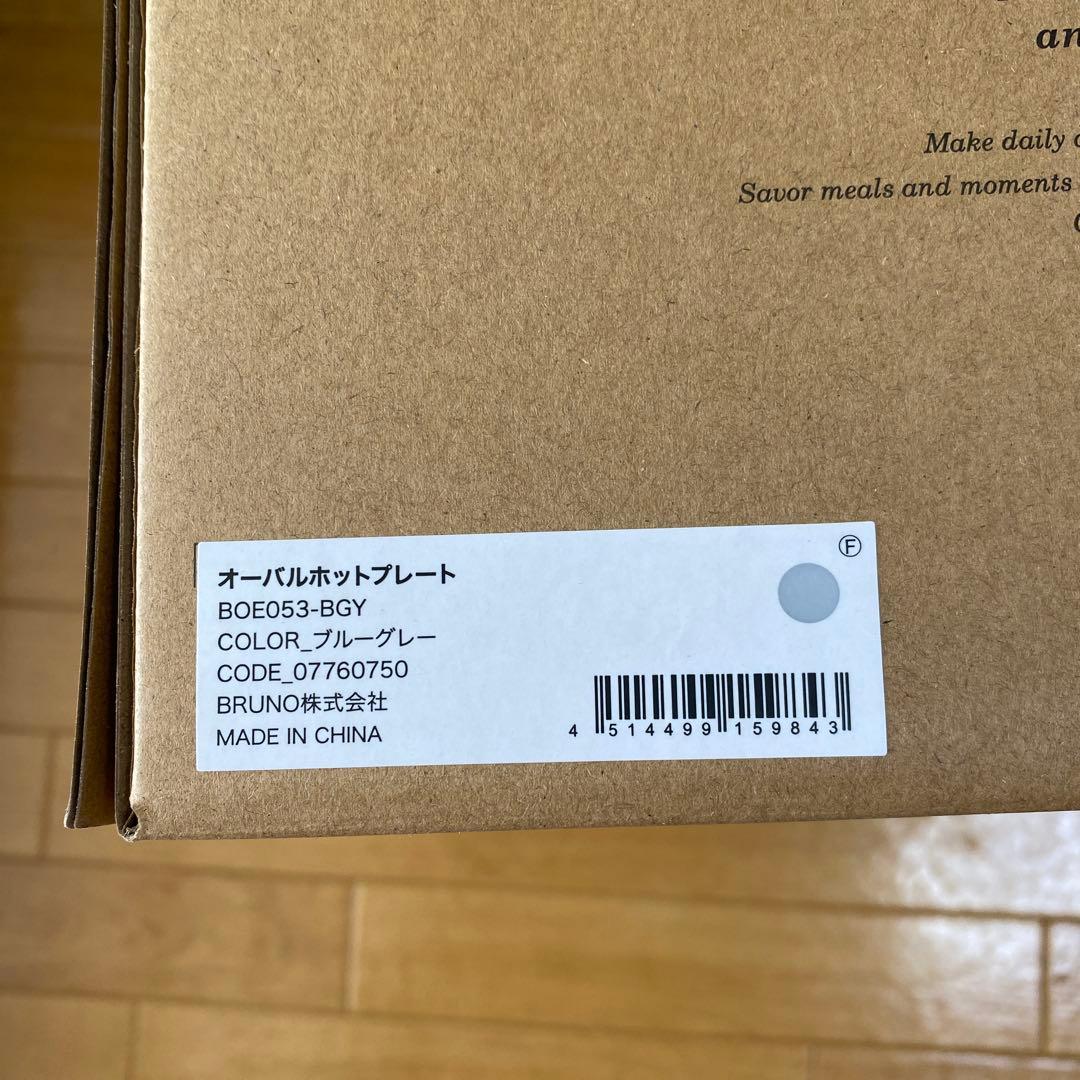 an
Make daily
Savor meals and moments
オーバルホットプレート
Ⓕ
BOE053-BGY
COLOR_ブルーグレー
CODE_07760750
BRUNO株式会社
MADE IN CHINA
4 514499 159843